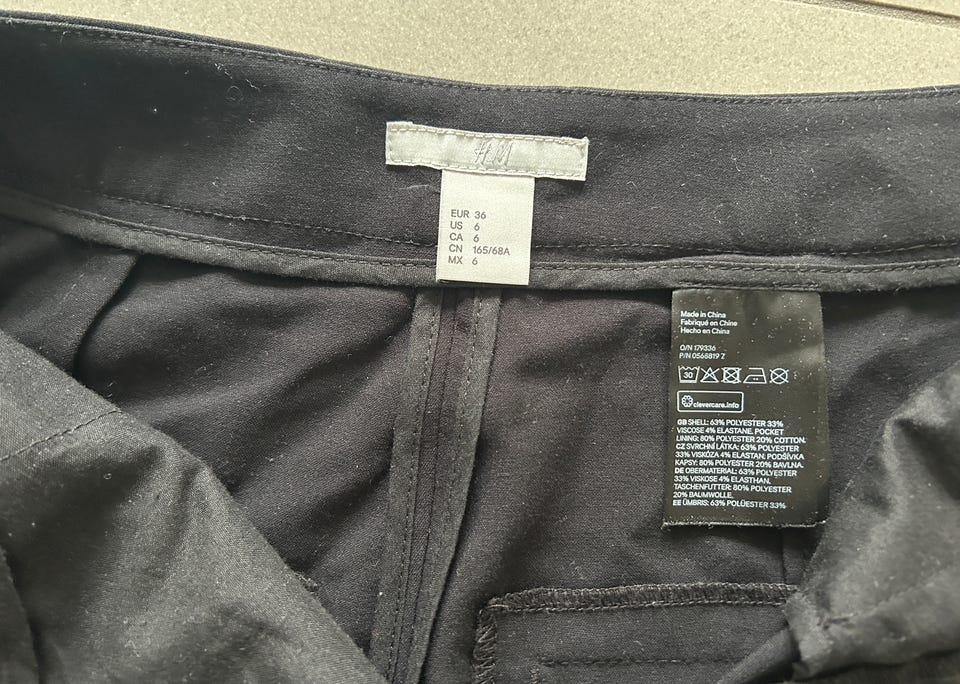 H&M
EUR 36
US 6
CA 6
CN 165/68A
MX 6
Made in China
Fabriqué en Chine
Hecho en China
O/N 179336
P/N 0568819 Z
30
clevercare.info
GB SHELL: 63% POLYESTER 33%
VISCOSE 4% ELASTANE. POCKET
LINING: 80% POLYESTER 20% COTTON.
CZ SVRCHNÍ LÁTKA: 63% POLYESTER
33% VISKÓZA 4% ELASTAN: PODŠÍVKA
KAPSY: 80% POLYESTER 20% BAVLNA.
DE OBERMATERIAL: 63% POLYESTER
33% VISKOSE 4% ELASTHAN.
TASCHENFUTTER: 80% POLYESTER
20% BAUMWOLLE.
EE ÜMBRIS: 63% POLÜESTER 33%